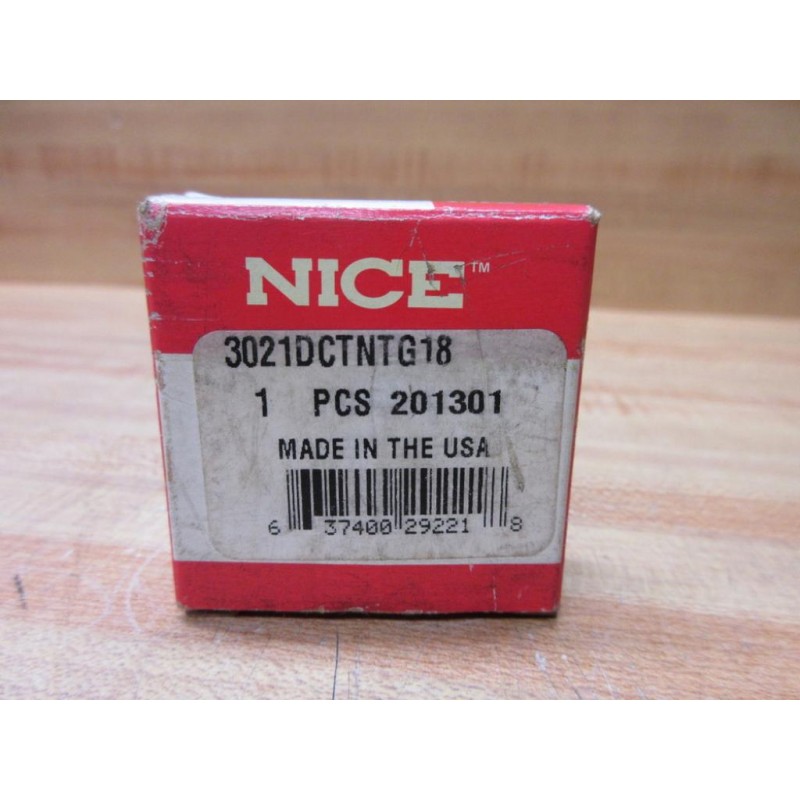 NICE™
3021DCTNTG18
1 PCS 201301
MADE IN THE USA
6 37400 29221 8